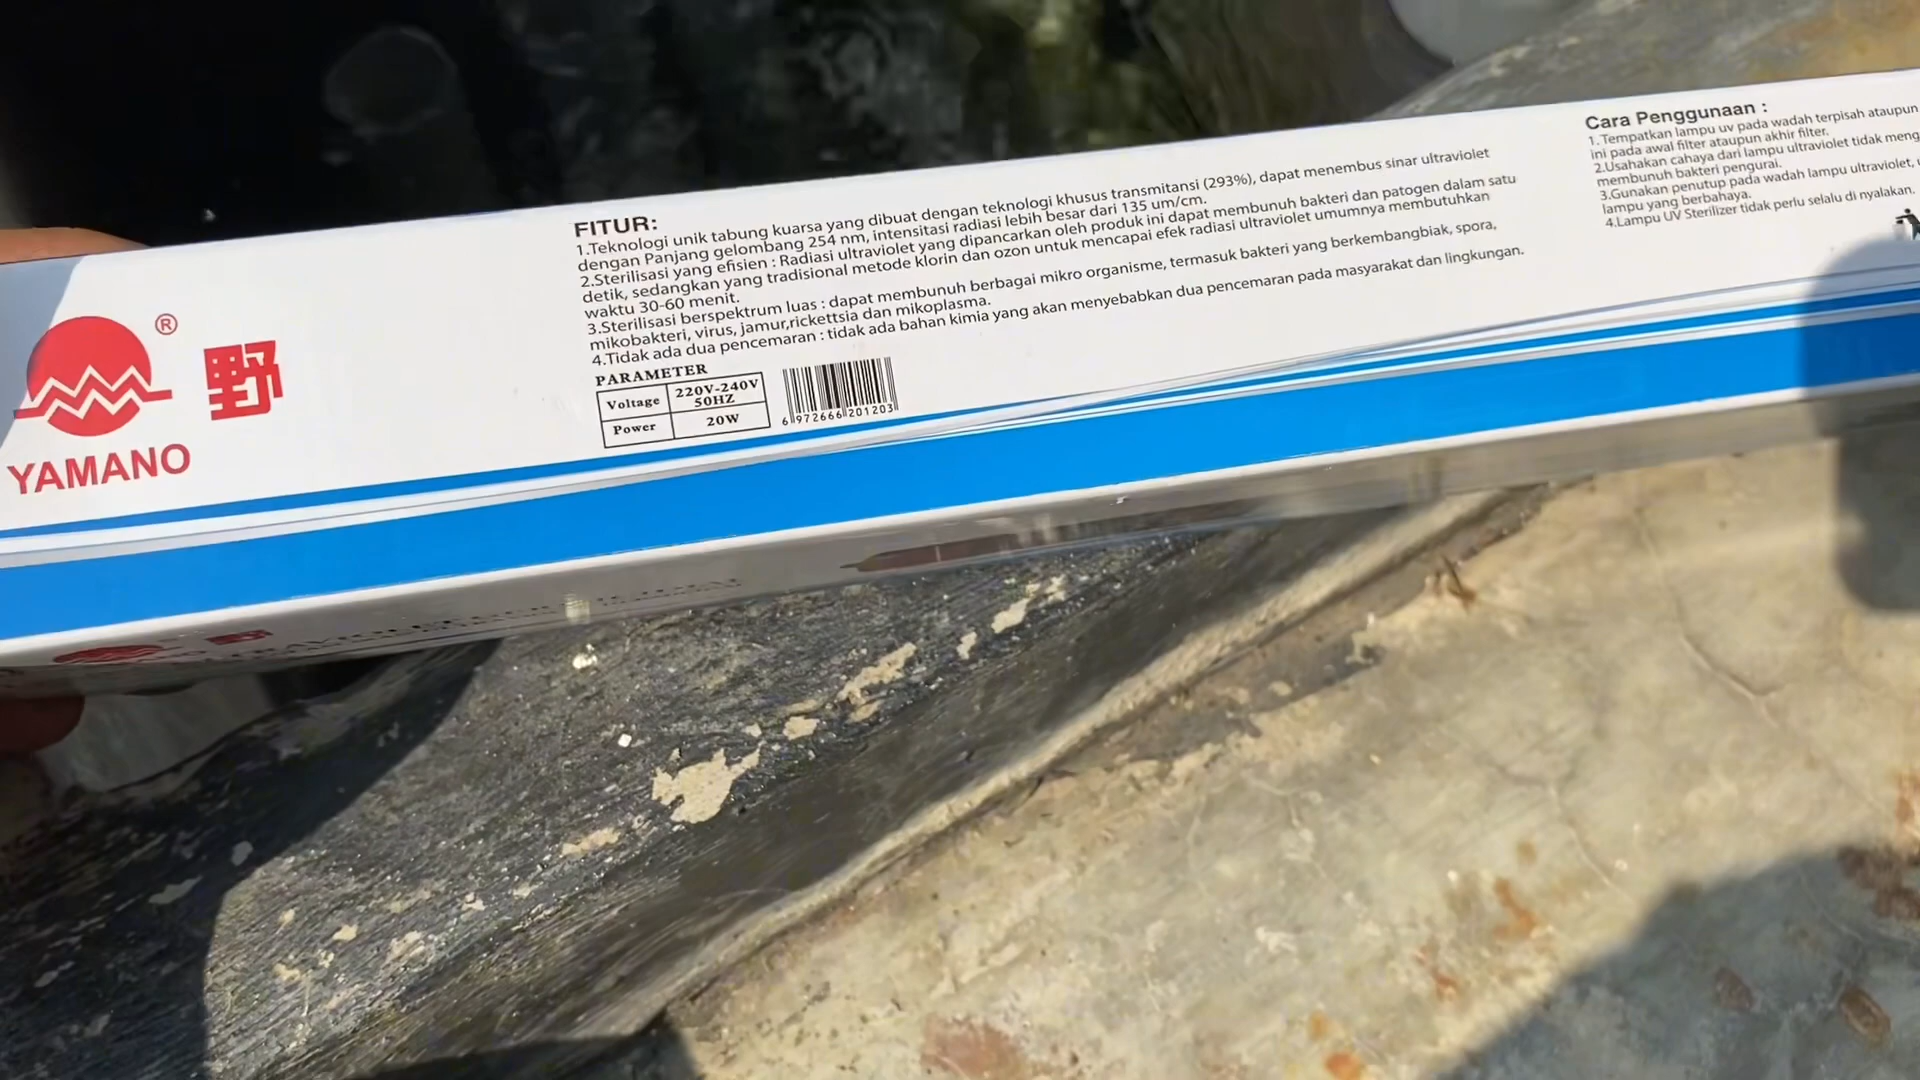 ®
野
YAMANO
FITUR:
1.Teknologi unik tabung kuarsa yang dibuat dengan teknologi khusus transmitansi (293%), dapat menembus sinar ultraviolet
dengan Panjang gelombang 254 nm, intensitasi radiasi lebih besar dari 135 um/cm.
2.Sterilisasi yang efisien : Radiasi ultraviolet yang dipancarkan oleh produk ini dapat membunuh bakteri dan patogen dalam satu
detik, sedangkan yang tradisional metode klorin dan ozon untuk mencapai efek radiasi ultraviolet umumnya membutuhkan
waktu 30-60 menit.
3.Sterilisasi berspektrum luas : dapat membunuh berbagai mikro organisme, termasuk bakteri yang berkembangbiak, spora,
mikobakteri, virus, jamur,rickettsia dan mikoplasma.
4.Tidak ada dua pencemaran : tidak ada bahan kimia yang akan menyebabkan dua pencemaran pada masyarakat dan lingkungan.
PARAMETER
Voltage 220V-240V
50HZ
Power 20W
6 972666 201203
Cara Penggunaan :
1.Tempatkan lampu uv pada wadah terpisah ataupun
ini pada awal filter ataupun akhir filter.
2.Usahakan cahaya dari lampu ultraviolet tidak meng
membunuh bakteri pengurai.
3.Gunakan penutup pada wadah lampu ultraviolet,
lampu yang berbahaya.
4.Lampu UV Sterilizer tidak perlu selalu di nyalakan.